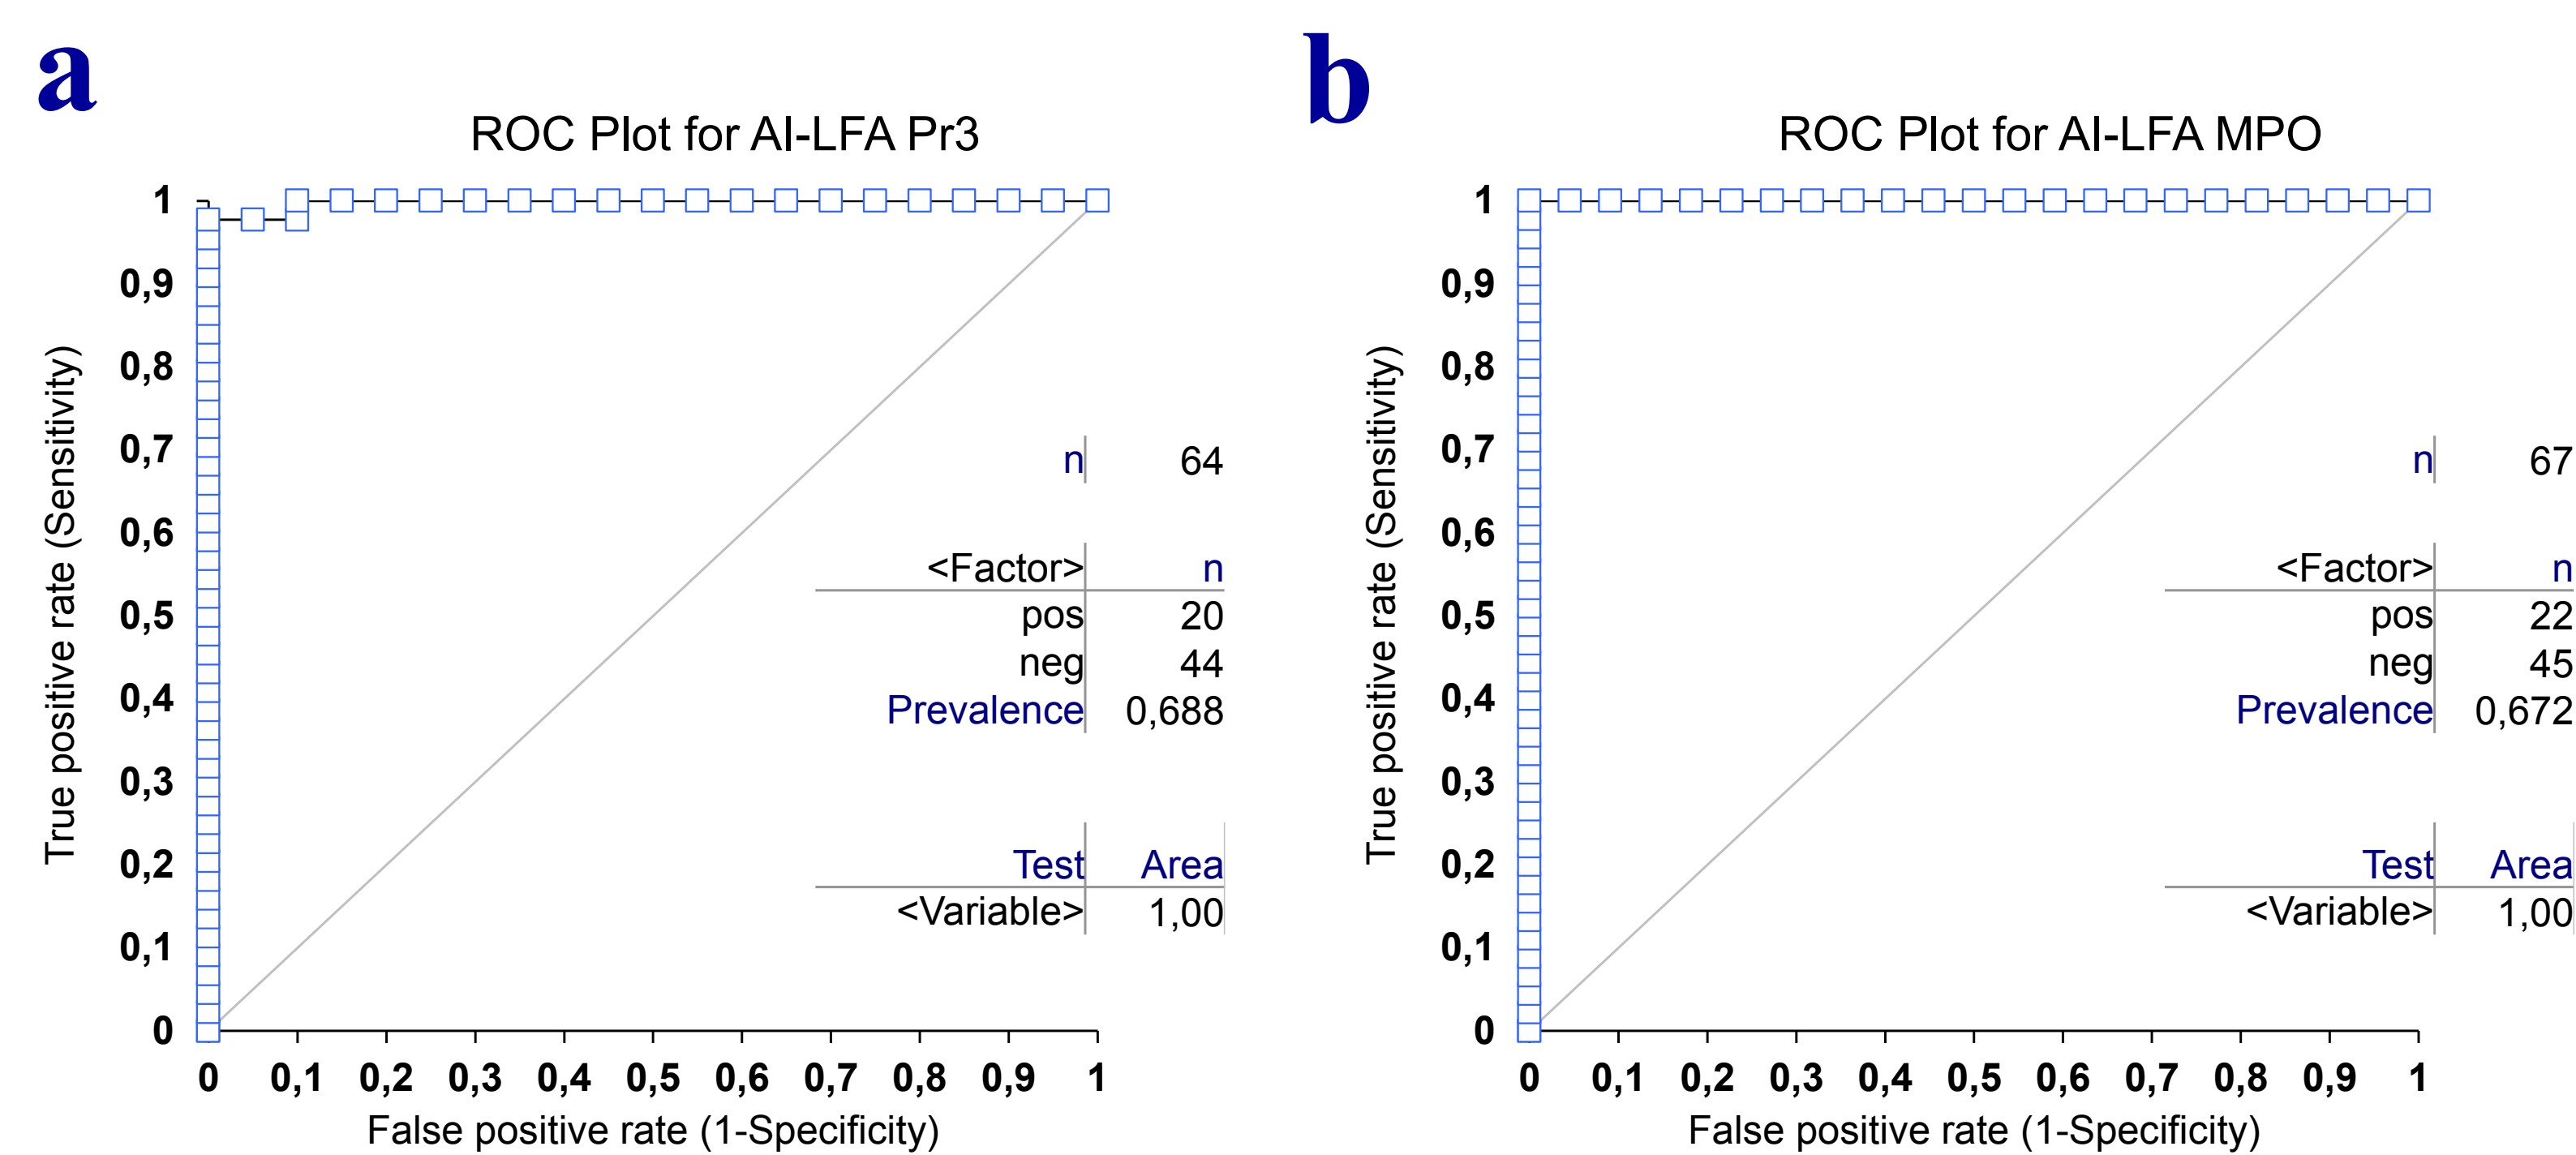 a
ROC Plot for AI-LFA Pr3
1
0,9
0,8
0,7
0,6
0,5
0,4
0,3
0,2
0,1
0
True positive rate (Sensitivity)
n 64
<Factor> n
pos 20
neg 44
Prevalence 0,688
Test Area
<Variable> 1,00
0 0,1 0,2 0,3 0,4 0,5 0,6 0,7 0,8 0,9 1
False positive rate (1-Specificity)
b
ROC Plot for AI-LFA MPO
1
0,9
0,8
0,7
0,6
0,5
0,4
0,3
0,2
0,1
0
True positive rate (Sensitivity)
n 67
<Factor> n
pos 22
neg 45
Prevalence 0,672
Test Area
<Variable> 1,00
0 0,1 0,2 0,3 0,4 0,5 0,6 0,7 0,8 0,9 1
False positive rate (1-Specificity)